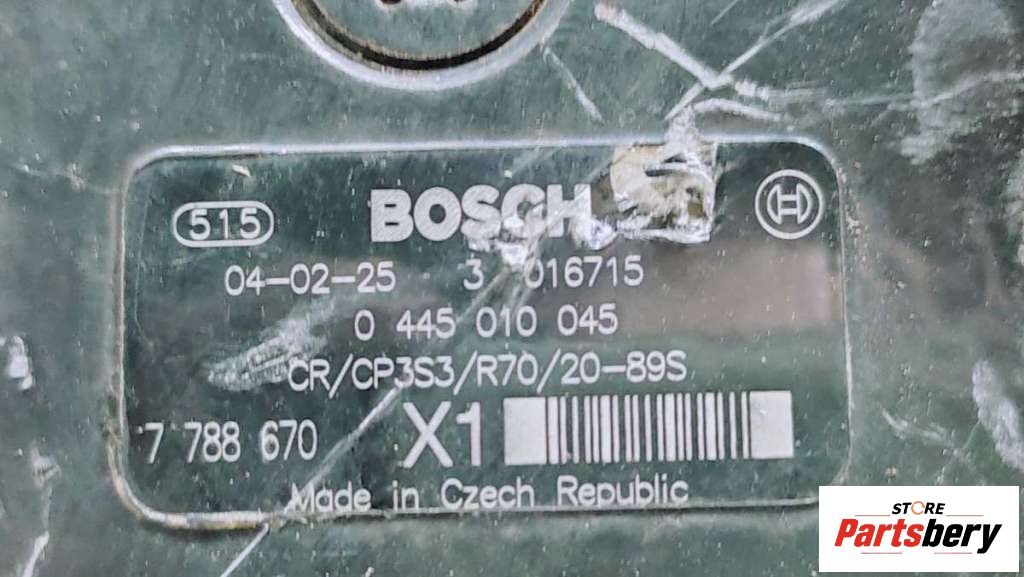 515 BOSCH
04-02-25 3 016715
0 445 010 045
CR/CP3S3/R70/20-89S
7 788 670 X1
Made in Czech Republic
STORE
Partsbery